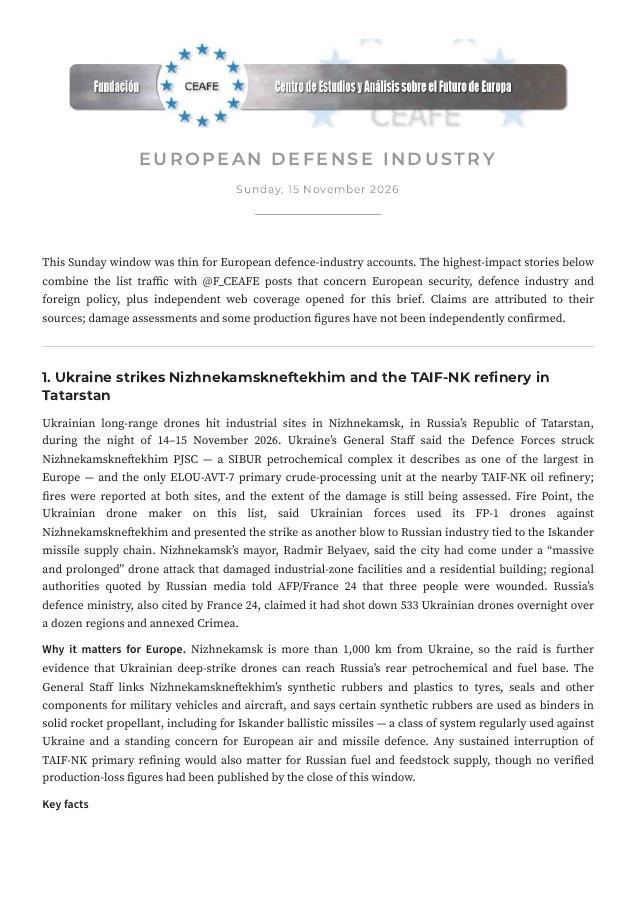 Fundación
CEAFE
Centro de Estudios y Análisis sobre el Futuro de Europa
CEAFE
EUROPEAN DEFENSE INDUSTRY
Sunday, 15 November 2026
This Sunday window was thin for European defence-industry accounts. The highest-impact stories below
combine the list traffic with @F_CEAFE posts that concern European security, defence industry and
foreign policy, plus independent web coverage opened for this brief. Claims are attributed to their
sources; damage assessments and some production figures have not been independently confirmed.
1. Ukraine strikes Nizhnekamskneftekhim and the TAIF-NK refinery in
Tatarstan
Ukrainian long-range drones hit industrial sites in Nizhnekamsk, in Russia’s Republic of Tatarstan,
during the night of 14–15 November 2026. Ukraine’s General Staff said the Defence Forces struck
Nizhnekamskneftekhim PJSC — a SIBUR petrochemical complex it describes as one of the largest in
Europe — and the only ELOU-AVT-7 primary crude-processing unit at the nearby TAIF-NK oil refinery;
fires were reported at both sites, and the extent of the damage is still being assessed. Fire Point, the
Ukrainian drone maker on this list, said Ukrainian forces used its FP-1 drones against
Nizhnekamskneftekhim and presented the strike as another blow to Russian industry tied to the Iskander
missile supply chain. Nizhnekamsk’s mayor, Radmir Belyaev, said the city had come under a “massive
and prolonged” drone attack that damaged industrial-zone facilities and a residential building; regional
authorities quoted by Russian media told AFP/France 24 that three people were wounded. Russia’s
defence ministry, also cited by France 24, claimed it had shot down 533 Ukrainian drones overnight over
a dozen regions and annexed Crimea.
Why it matters for Europe. Nizhnekamsk is more than 1,000 km from Ukraine, so the raid is further
evidence that Ukrainian deep-strike drones can reach Russia’s rear petrochemical and fuel base. The
General Staff links Nizhnekamskneftekhim’s synthetic rubbers and plastics to tyres, seals and other
components for military vehicles and aircraft, and says certain synthetic rubbers are used as binders in
solid rocket propellant, including for Iskander ballistic missiles — a class of system regularly used against
Ukraine and a standing concern for European air and missile defence. Any sustained interruption of
TAIF-NK primary refining would also matter for Russian fuel and feedstock supply, though no verified
production-loss figures had been published by the close of this window.
Key facts